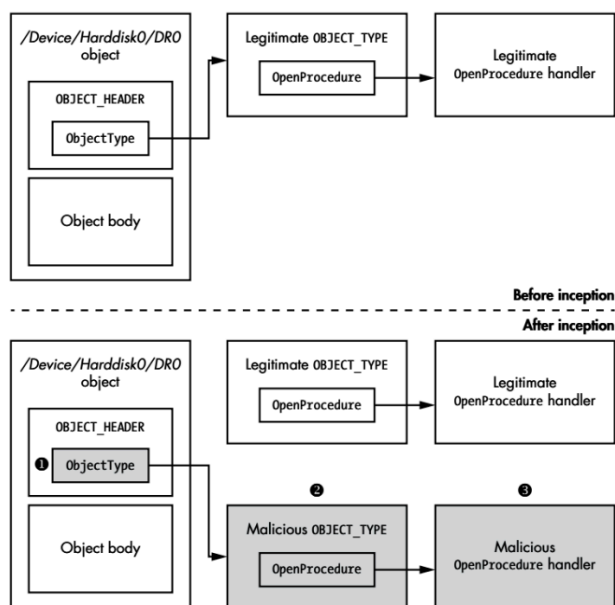 /Device/Harddisk0/DR0
object
OBJECT_HEADER
ObjectType
Object body
Legitimate OBJECT_TYPE
OpenProcedure
Legitimate
OpenProcedure handler
Before inception
After inception
/Device/Harddisk0/DR0
object
OBJECT_HEADER
❶ ObjectType
Object body
Legitimate OBJECT_TYPE
OpenProcedure
Legitimate
OpenProcedure handler
❷
Malicious OBJECT_TYPE
OpenProcedure
❸
Malicious
OpenProcedure handler